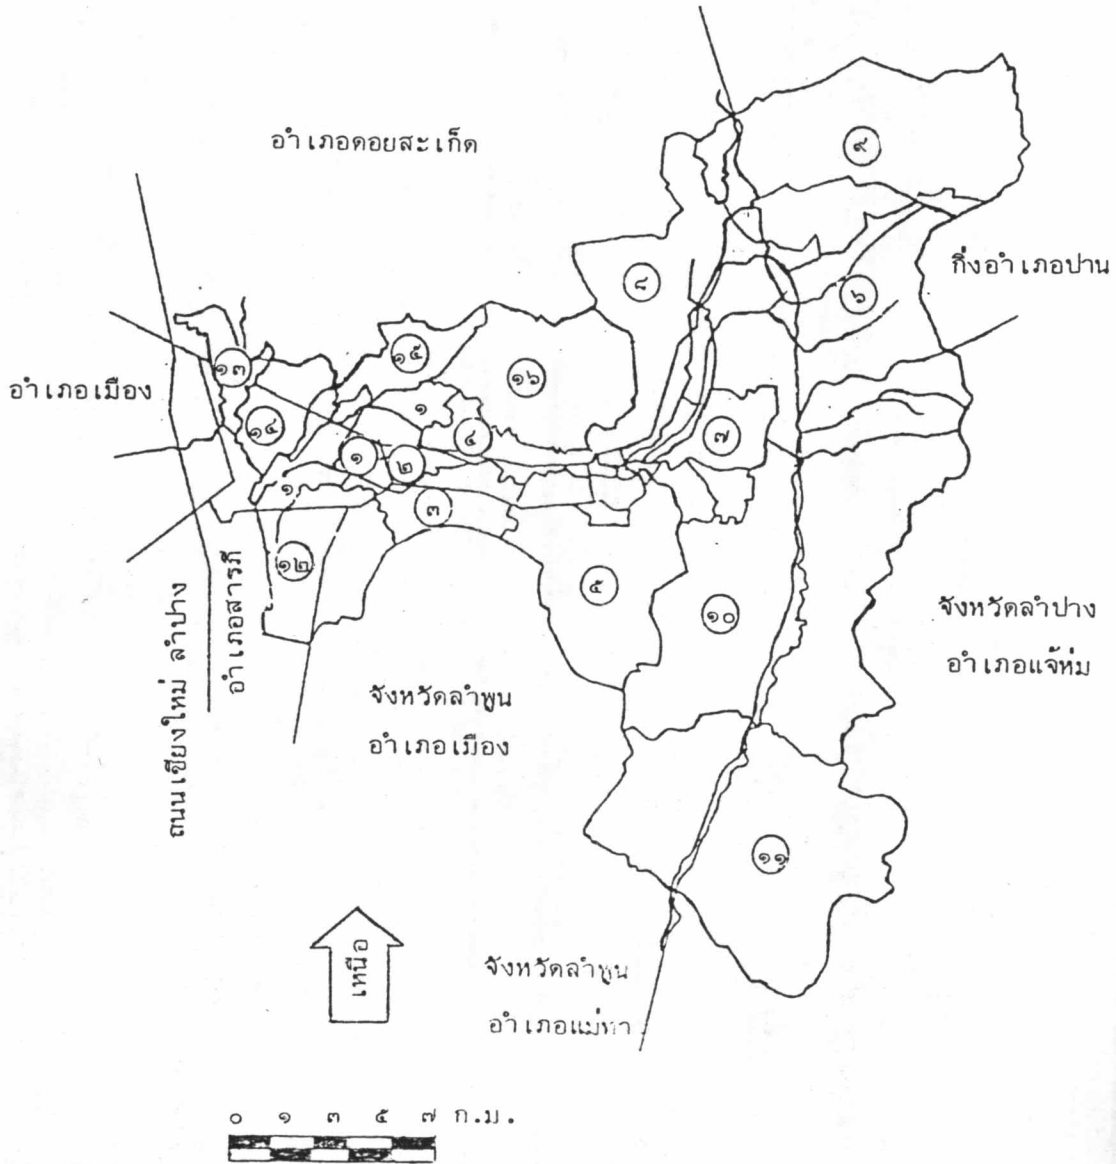 อำเภอดอยสะเก็ด
๙
กิ่งอำเภอปาน
๘
๖
๑๓
๑๕
๑๖
อำเภอเมือง
๑
๑๔
๔
๗
๑
๒
๑
๓
๑๒
๕
๑๐
ถนนเชียงใหม่ ลำปาง
อำเภอสารภี
จังหวัดลำปาง
อำเภอแจ้ห่ม
จังหวัดลำพูน
อำเภอเมือง
๑๑
เหนือ
จังหวัดลำพูน
อำเภอแม่ทา
๐ ๑ ๓ ๕ ๗ ก.ม.